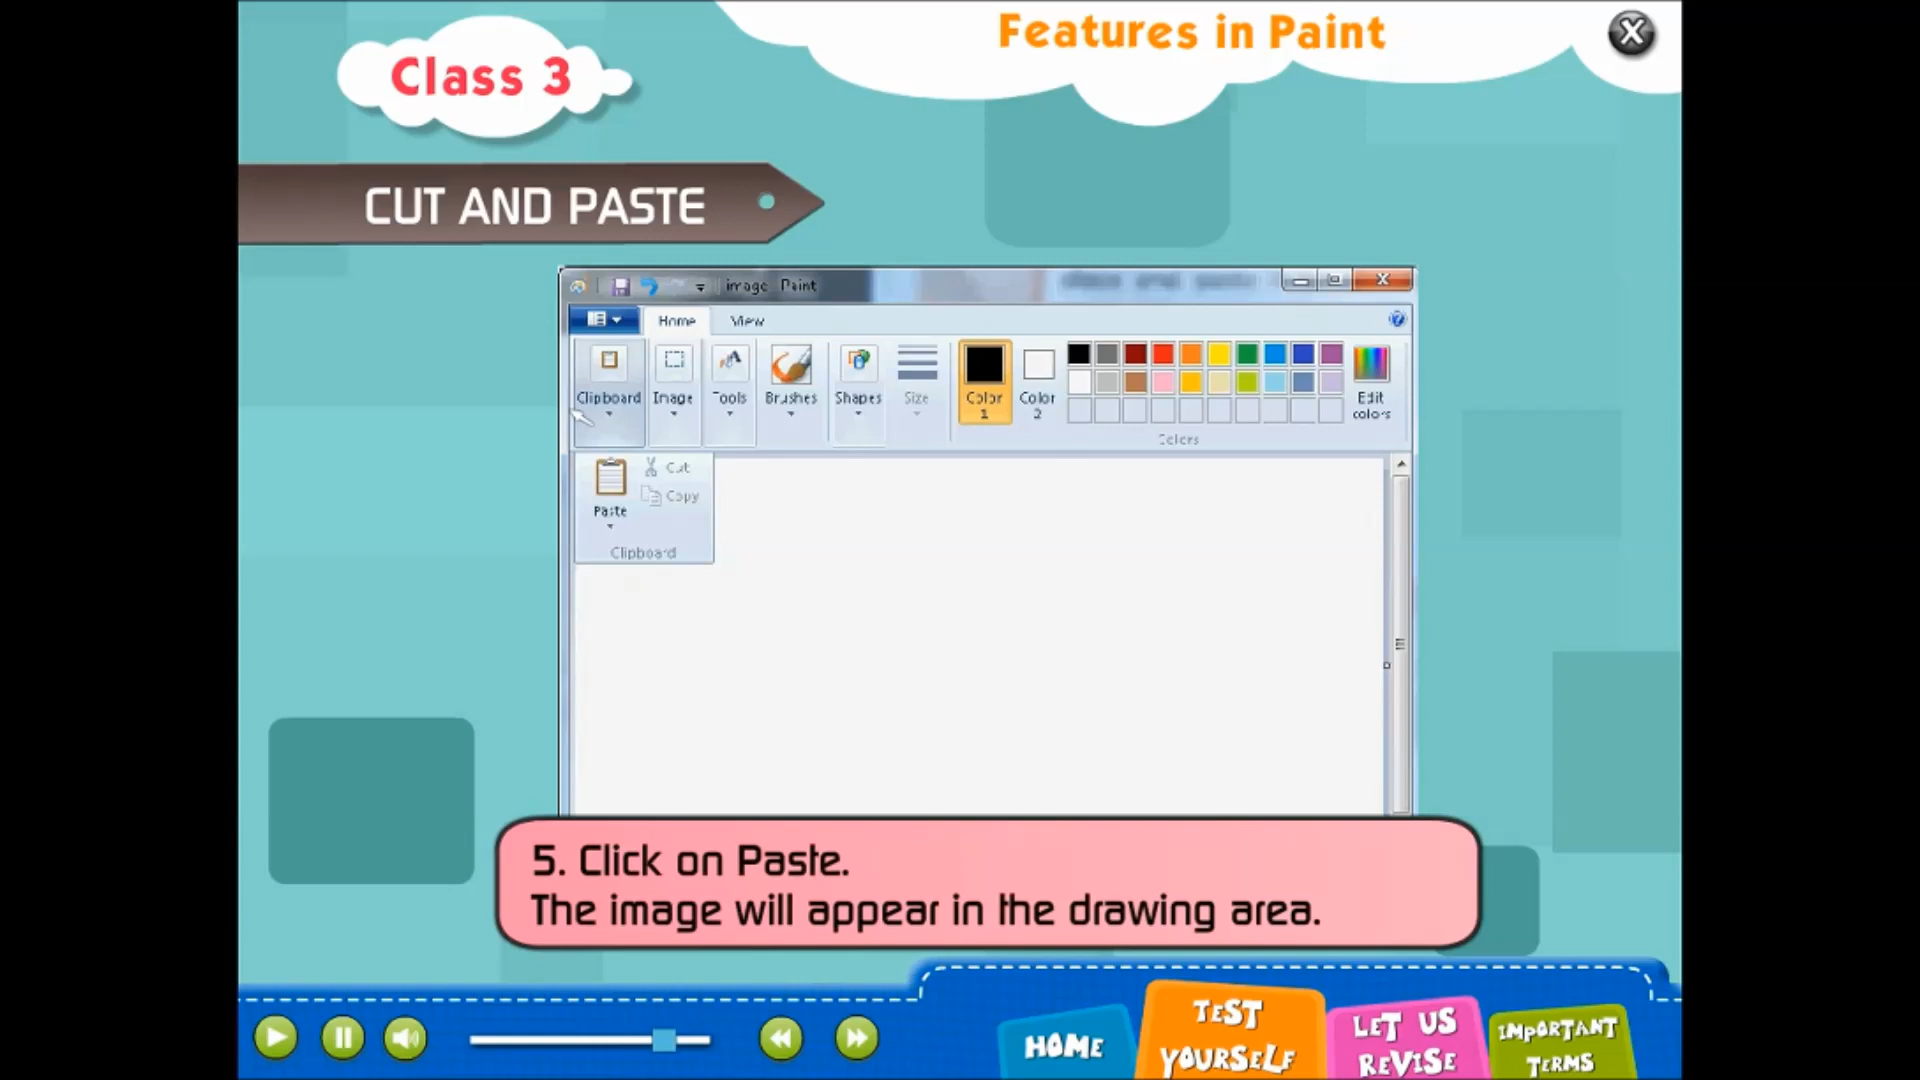 Features in Paint
Class 3
CUT AND PASTE
image Paint
Home View
Clipboard Image Tools Brushes Shapes Size Color 1 Color 2 Edit colors
Colors
Cut
Copy
Paste
Clipboard
5. Click on Paste.
The image will appear in the drawing area.
HOME
TEST YOURSELF
LET US REVISE
IMPORTANT TERMS